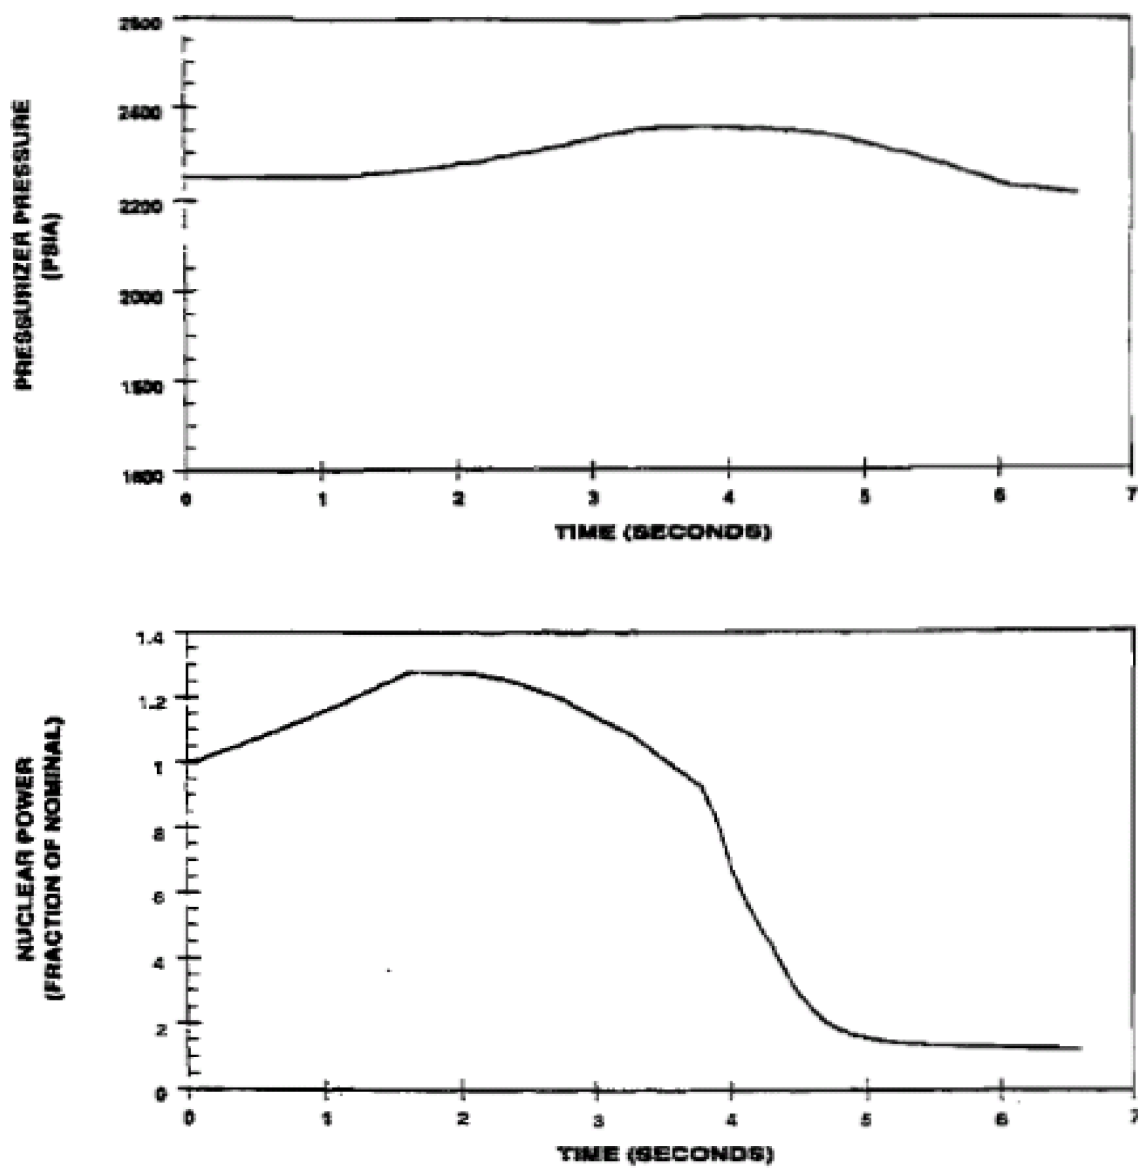 2600
2400
2200
2000
1800
1600
PRESSURIZER PRESSURE
(PSIA)
0 1 2 3 4 5 6 7
TIME (SECONDS)
1.4
1.2
1
.8
.6
.4
.2
0
NUCLEAR POWER
(FRACTION OF NOMINAL)
0 1 2 3 4 5 6 7
TIME (SECONDS)